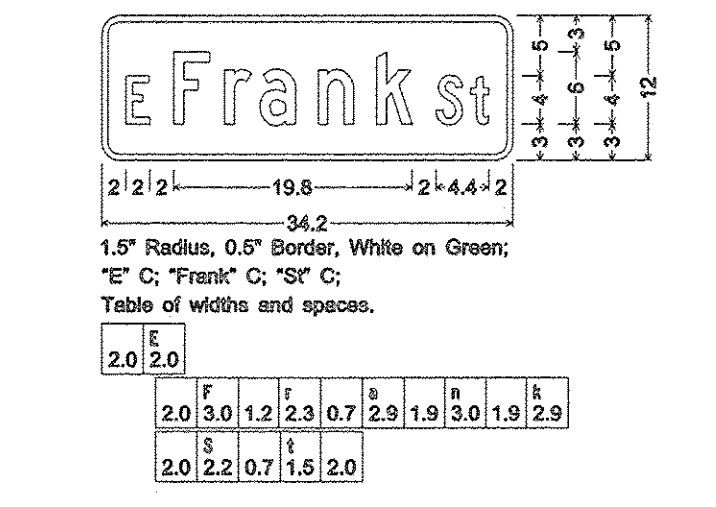 E Frank St
5 4 3
3 6 3
5 4 3
12
2 2 2 19.8 2 4.4 2
34.2
1.5" Radius, 0.5" Border, White on Green;
"E" C; "Frank" C; "St" C;
Table of widths and spaces.
E
2.0 2.0
F r a n k
2.0 3.0 1.2 2.3 0.7 2.9 1.9 3.0 1.9 2.9
S t
2.0 2.2 0.7 1.5 2.0